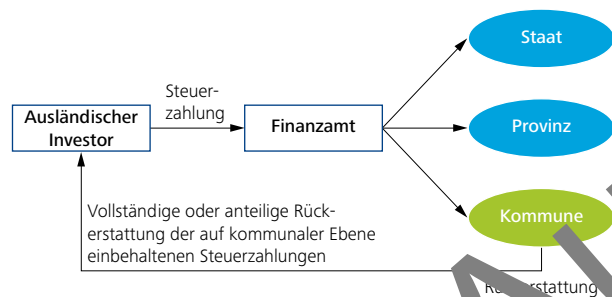 Staat
Steuer-
zahlung
Ausländischer
Investor
Finanzamt
Provinz
Kommune
Vollständige oder anteilige Rück-
erstattung der auf kommunaler Ebene
einbehaltenen Steuerzahlungen